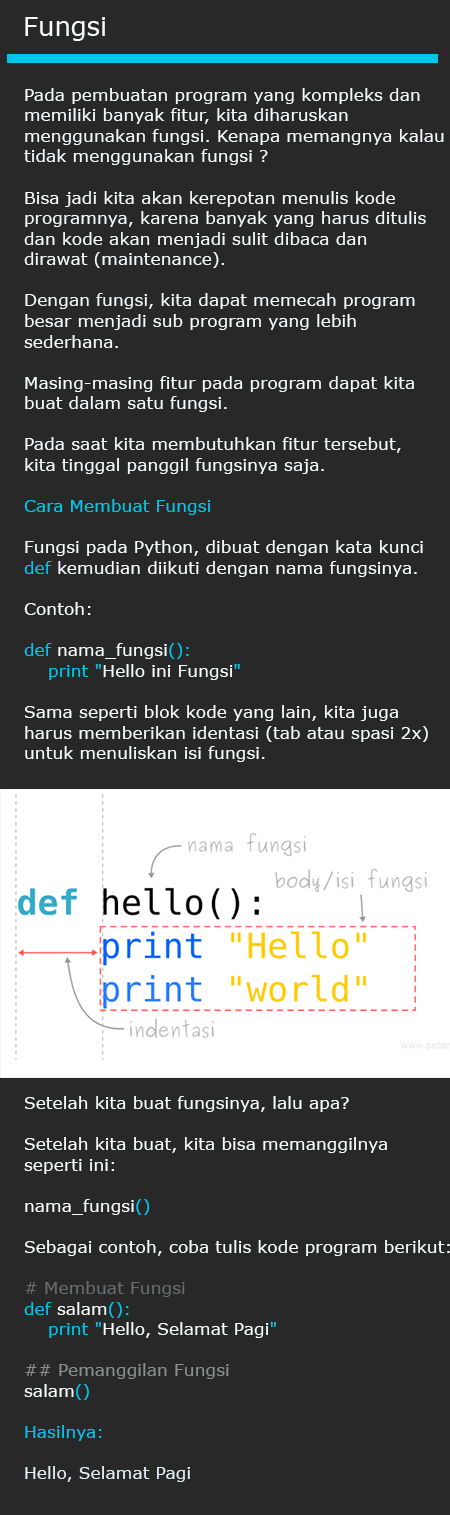 Fungsi
Pada pembuatan program yang kompleks dan
memiliki banyak fitur, kita diharuskan
menggunakan fungsi. Kenapa memangnya kalau
tidak menggunakan fungsi ?
Bisa jadi kita akan kerepotan menulis kode
programnya, karena banyak yang harus ditulis
dan kode akan menjadi sulit dibaca dan
dirawat (maintenance).
Dengan fungsi, kita dapat memecah program
besar menjadi sub program yang lebih
sederhana.
Masing-masing fitur pada program dapat kita
buat dalam satu fungsi.
Pada saat kita membutuhkan fitur tersebut,
kita tinggal panggil fungsinya saja.
Cara Membuat Fungsi
Fungsi pada Python, dibuat dengan kata kunci
def kemudian diikuti dengan nama fungsinya.
Contoh:
def nama_fungsi():
print "Hello ini Fungsi"
Sama seperti blok kode yang lain, kita juga
harus memberikan identasi (tab atau spasi 2x)
untuk menuliskan isi fungsi.
nama fungsi
body/isi fungsi
def hello():
print "Hello"
print "world"
indentasi
www.petan
Setelah kita buat fungsinya, lalu apa?
Setelah kita buat, kita bisa memanggilnya
seperti ini:
nama_fungsi()
Sebagai contoh, coba tulis kode program berikut:
# Membuat Fungsi
def salam():
print "Hello, Selamat Pagi"
## Pemanggilan Fungsi
salam()
Hasilnya:
Hello, Selamat Pagi